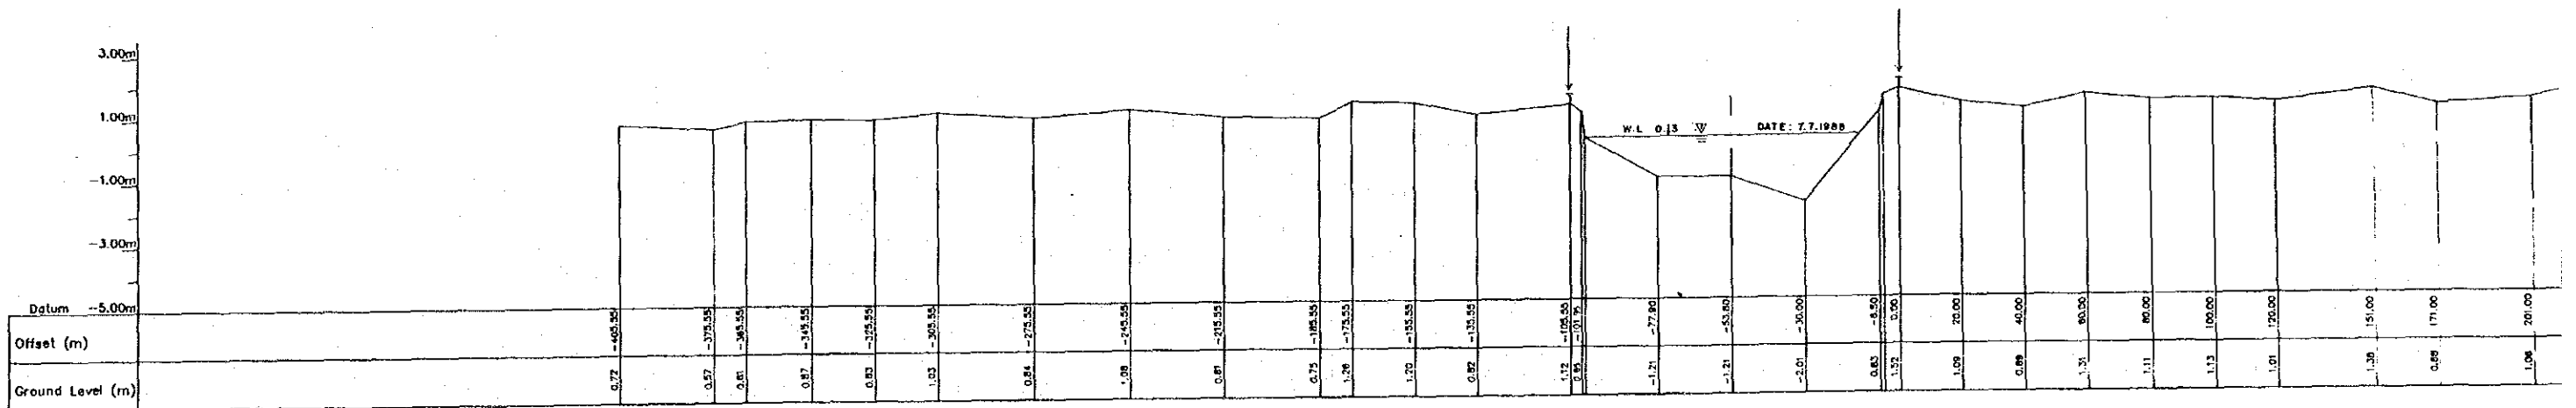 3.00m
1.00m
-1.00m
-3.00m
W.L 0.13 DATE: 7.7.1988
Datum -5.00m
Offset (m) -405.55 -375.55 -365.55 -345.55 -325.55 -305.55 -275.55 -245.55 -215.55 -185.55 -175.55 -155.55 -135.55 -105.55 -77.90 -53.80 -30.00 -6.50 0.00 20.00 40.00 60.00 80.00 100.00 120.00 151.00 171.00 201.00
Ground Level (m) 0.72 0.57 0.81 0.87 0.83 1.03 0.84 1.08 0.81 0.75 1.26 1.20 0.82 1.12 -1.21 -1.21 -2.01 0.83 1.52 1.09 0.89 1.31 1.11 1.13 1.01 1.38 0.88 1.06